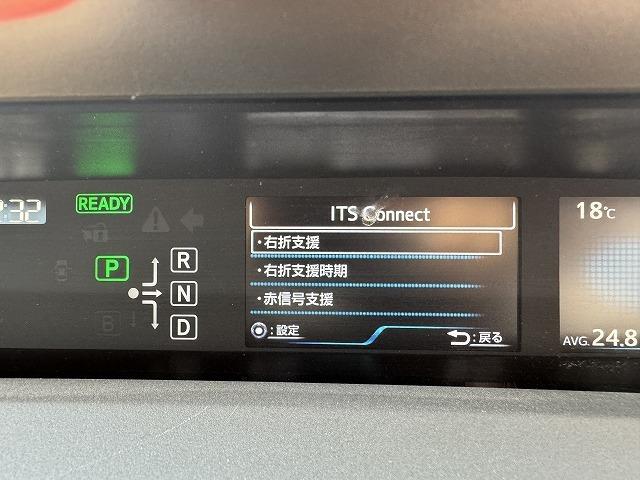 :32
READY
P
R
N
D
B
ITS Connect
・右折支援
・右折支援時期
・赤信号支援
:設定
:戻る
18℃
AVG.24.8